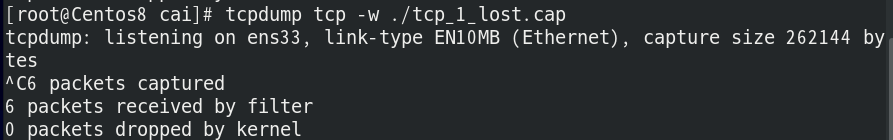 [root@Centos8 cai]# tcpdump tcp -w ./tcp_1_lost.cap
tcpdump: listening on ens33, link-type EN10MB (Ethernet), capture size 262144 by
tes
^C6 packets captured
6 packets received by filter
0 packets dropped by kernel